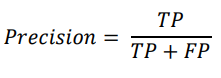 Precision = TP / TP + FP